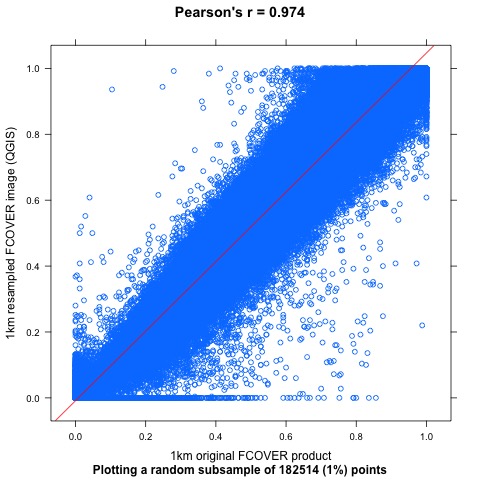 Pearson's r = 0.974
1.0
0.8
0.6
0.4
0.2
0.0
1km resampled FCOVER image (QGIS)
0.0 0.2 0.4 0.6 0.8 1.0
1km original FCOVER product
Plotting a random subsample of 182514 (1%) points